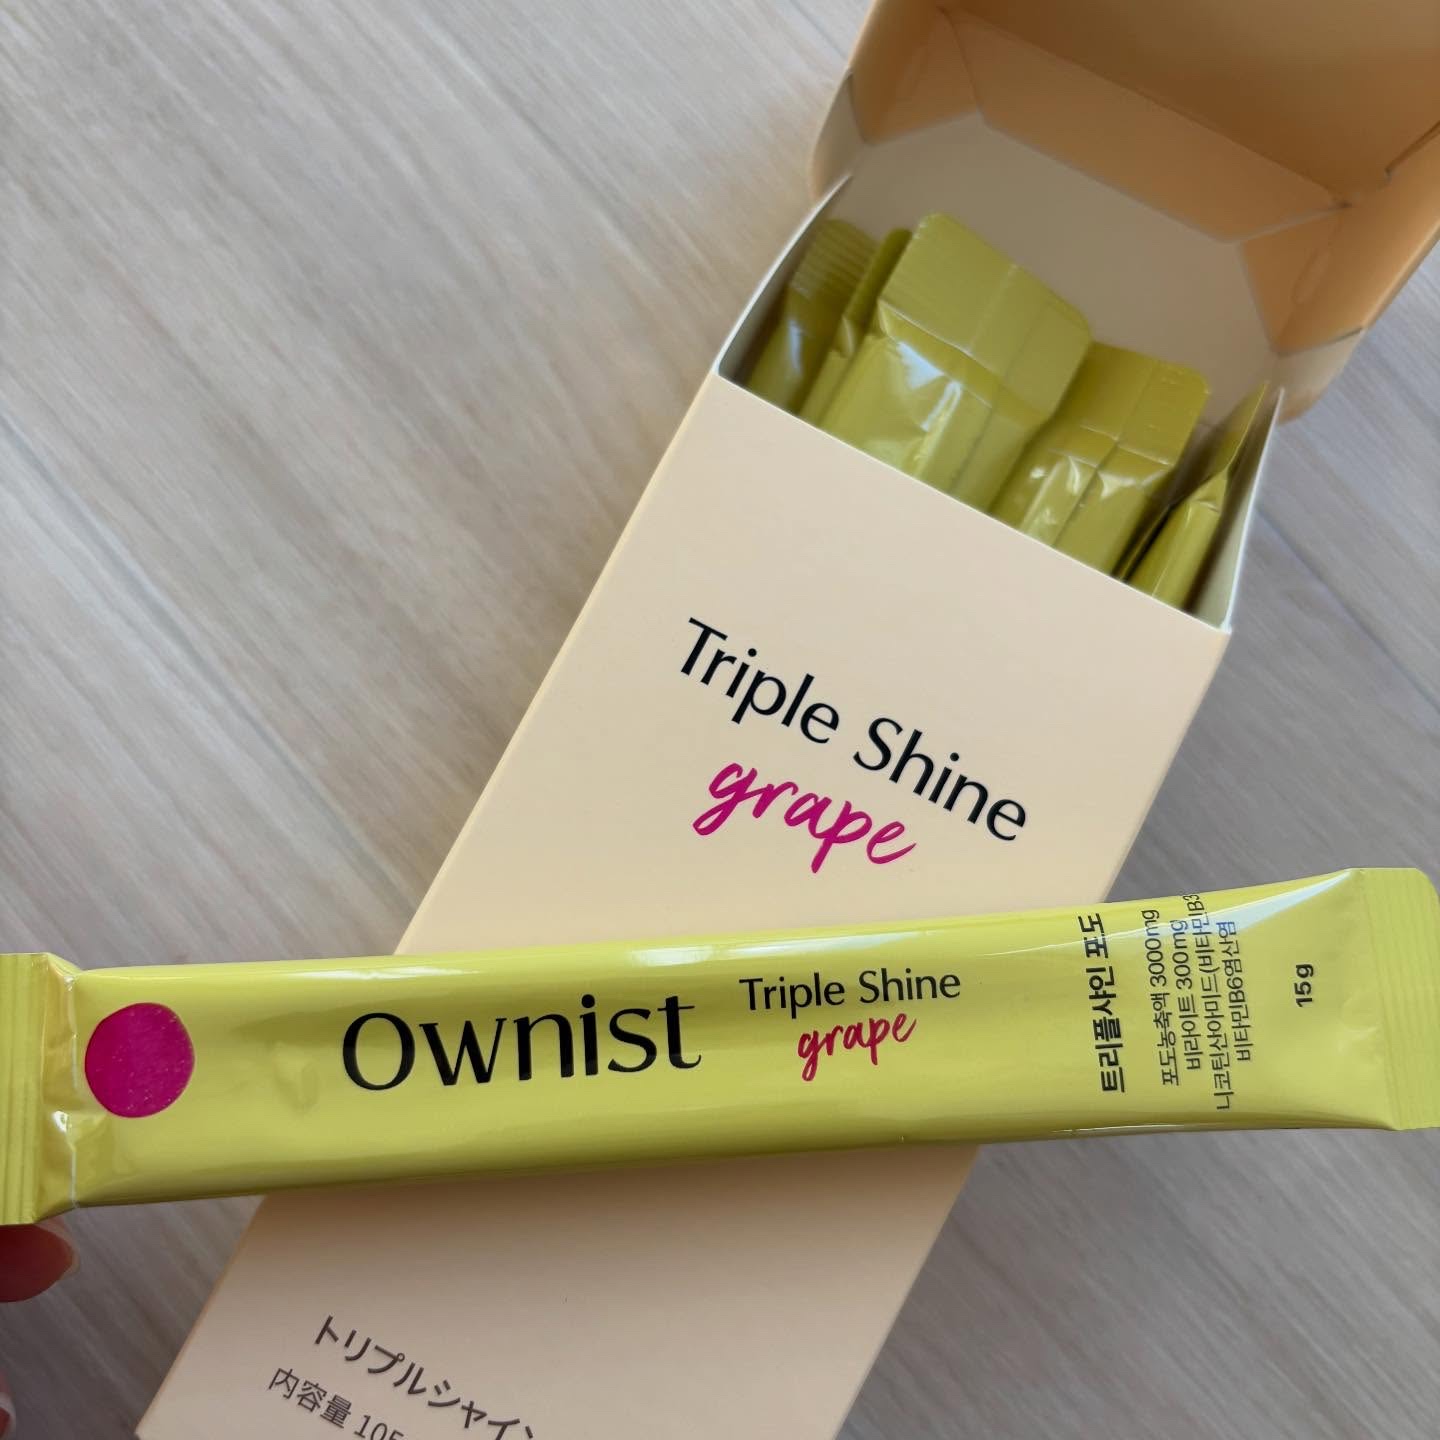 Triple Shine
grape
Ownist
Triple Shine
grape
트리플샤인 포도
포도농축액 3000mg
비라이트 300mg
니코틴산아미드(비타민B3
비타민B6염산염
15g
トリプルシャイン
内容量 105